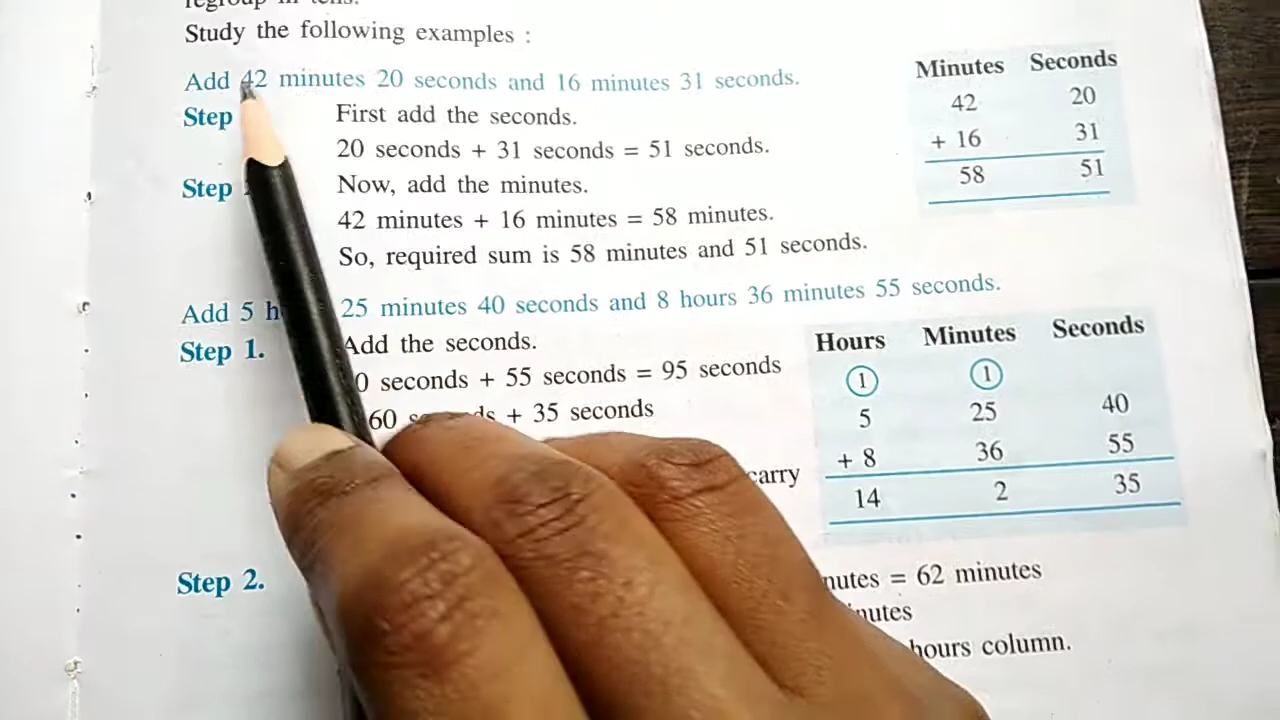 regroup in tens.
Study the following examples :
Add 42 minutes 20 seconds and 16 minutes 31 seconds.
Step
First add the seconds.
20 seconds + 31 seconds = 51 seconds.
Step
Now, add the minutes.
42 minutes + 16 minutes = 58 minutes.
So, required sum is 58 minutes and 51 seconds.
Minutes Seconds
42 20
+ 16 31
58 51
Add 5 h 25 minutes 40 seconds and 8 hours 36 minutes 55 seconds.
Step 1. Add the seconds.
0 seconds + 55 seconds = 95 seconds
60 seconds + 35 seconds
carry
Hours Minutes Seconds
1 1
5 25 40
+ 8 36 55
14 2 35
Step 2.
nutes = 62 minutes
inutes
hours column.